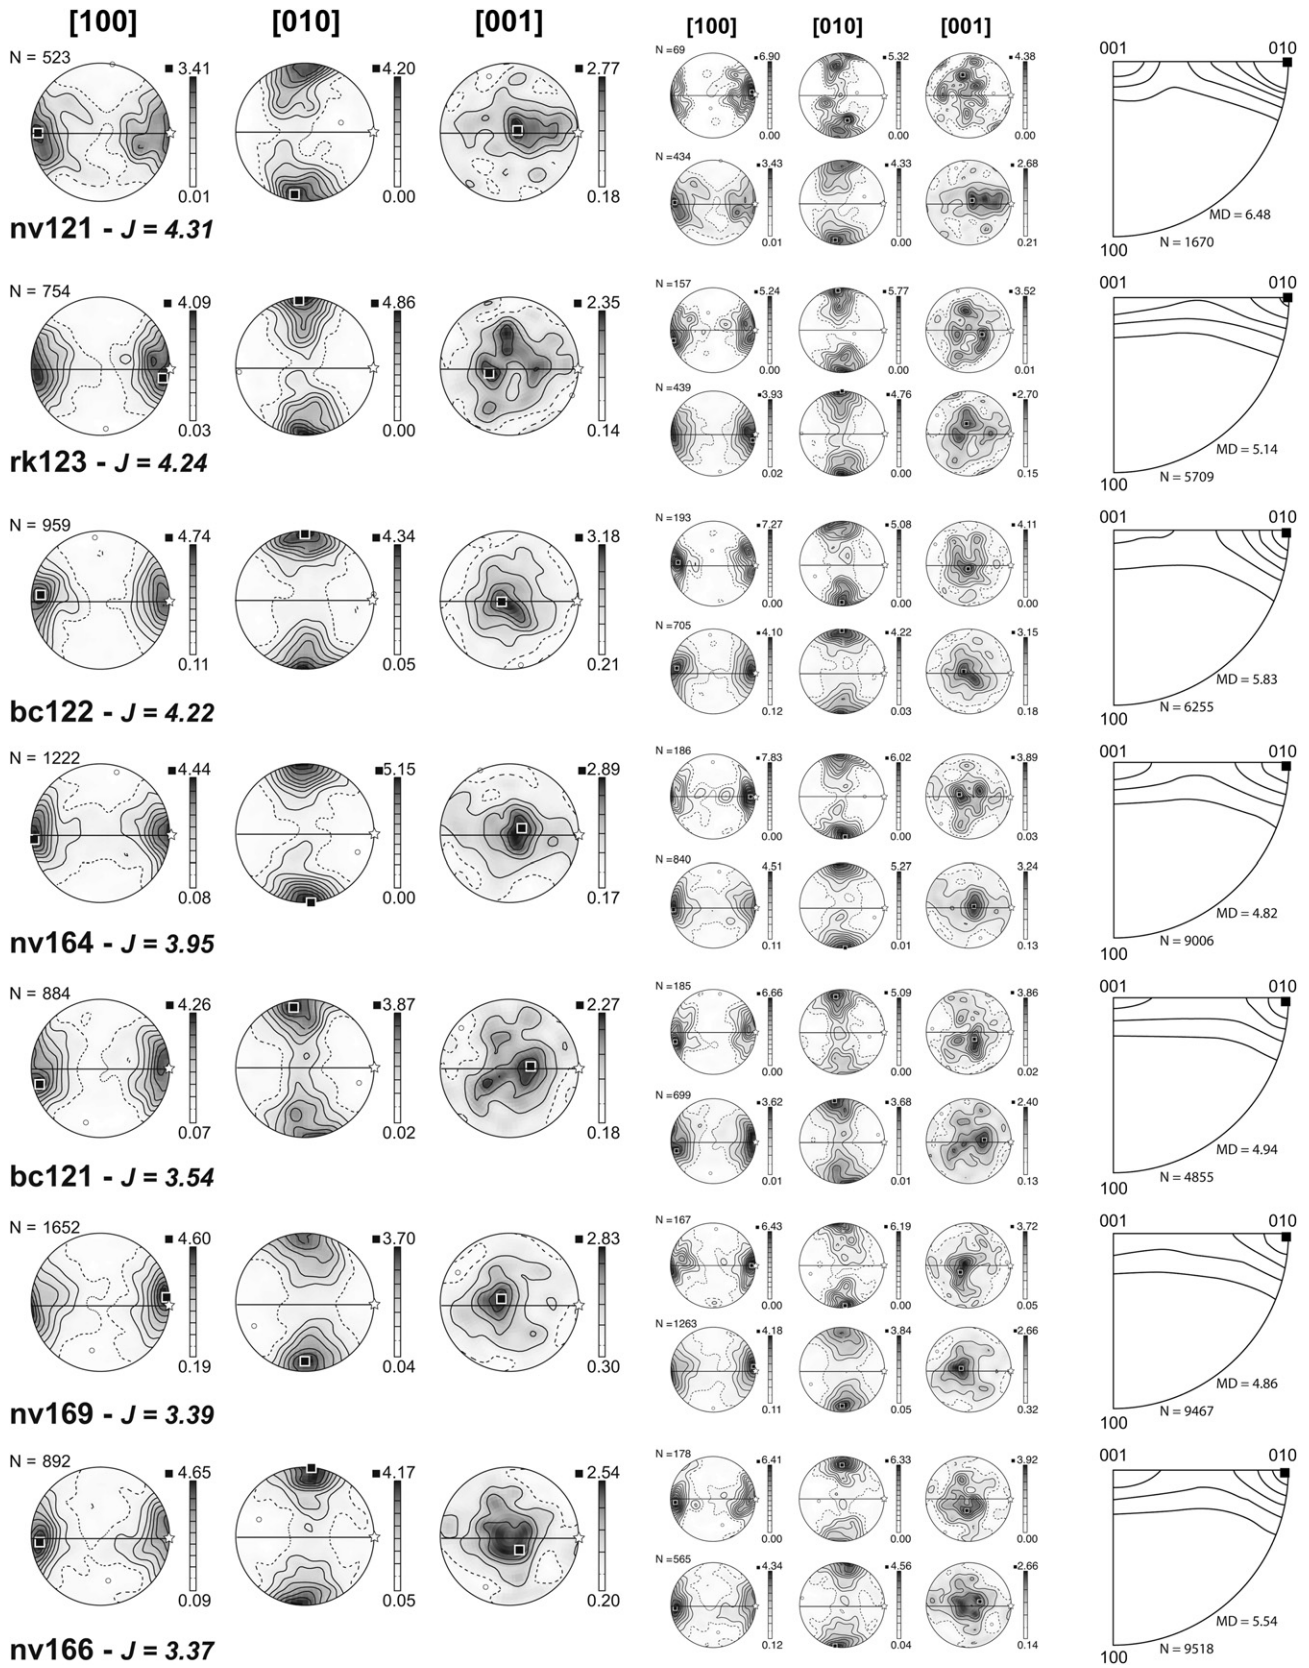 [100] [010] [001] [100] [010] [001]
N = 523
3.41 4.20 2.77
0.01 0.00 0.18
nv121 - J = 4.31
N =69
6.90 5.32 4.38
0.00 0.00 0.00
N =434
3.43 4.33 2.68
0.01 0.00 0.21
001 010
MD = 6.48
100 N = 1670
N = 754
4.09 4.86 2.35
0.03 0.00 0.14
rk123 - J = 4.24
N =157
5.24 5.77 3.52
0.00 0.00 0.01
N =439
3.93 4.76 2.70
0.02 0.00 0.15
001 010
MD = 5.14
100 N = 5709
N = 959
4.74 4.34 3.18
0.11 0.05 0.21
bc122 - J = 4.22
N =193
7.27 5.08 4.11
0.00 0.00 0.00
N =705
4.10 4.22 3.15
0.12 0.03 0.18
001 010
MD = 5.83
100 N = 6255
N = 1222
4.44 5.15 2.89
0.08 0.00 0.17
nv164 - J = 3.95
N =186
7.83 6.02 3.89
0.00 0.00 0.03
N =840
4.51 5.27 3.24
0.11 0.01 0.13
001 010
MD = 4.82
100 N = 9006
N = 884
4.26 3.87 2.27
0.07 0.02 0.18
bc121 - J = 3.54
N =185
6.66 5.09 3.86
0.00 0.00 0.02
N =699
3.62 3.68 2.40
0.01 0.01 0.13
001 010
MD = 4.94
100 N = 4855
N = 1652
4.60 3.70 2.83
0.19 0.04 0.30
nv169 - J = 3.39
N =167
6.43 6.19 3.72
0.00 0.00 0.05
N =1263
4.18 3.84 2.66
0.11 0.05 0.32
001 010
MD = 4.86
100 N = 9467
N = 892
4.65 4.17 2.54
0.09 0.05 0.20
nv166 - J = 3.37
N =178
6.41 6.33 3.92
0.00 0.00 0.00
N =565
4.34 4.56 2.66
0.12 0.04 0.14
001 010
MD = 5.54
100 N = 9518